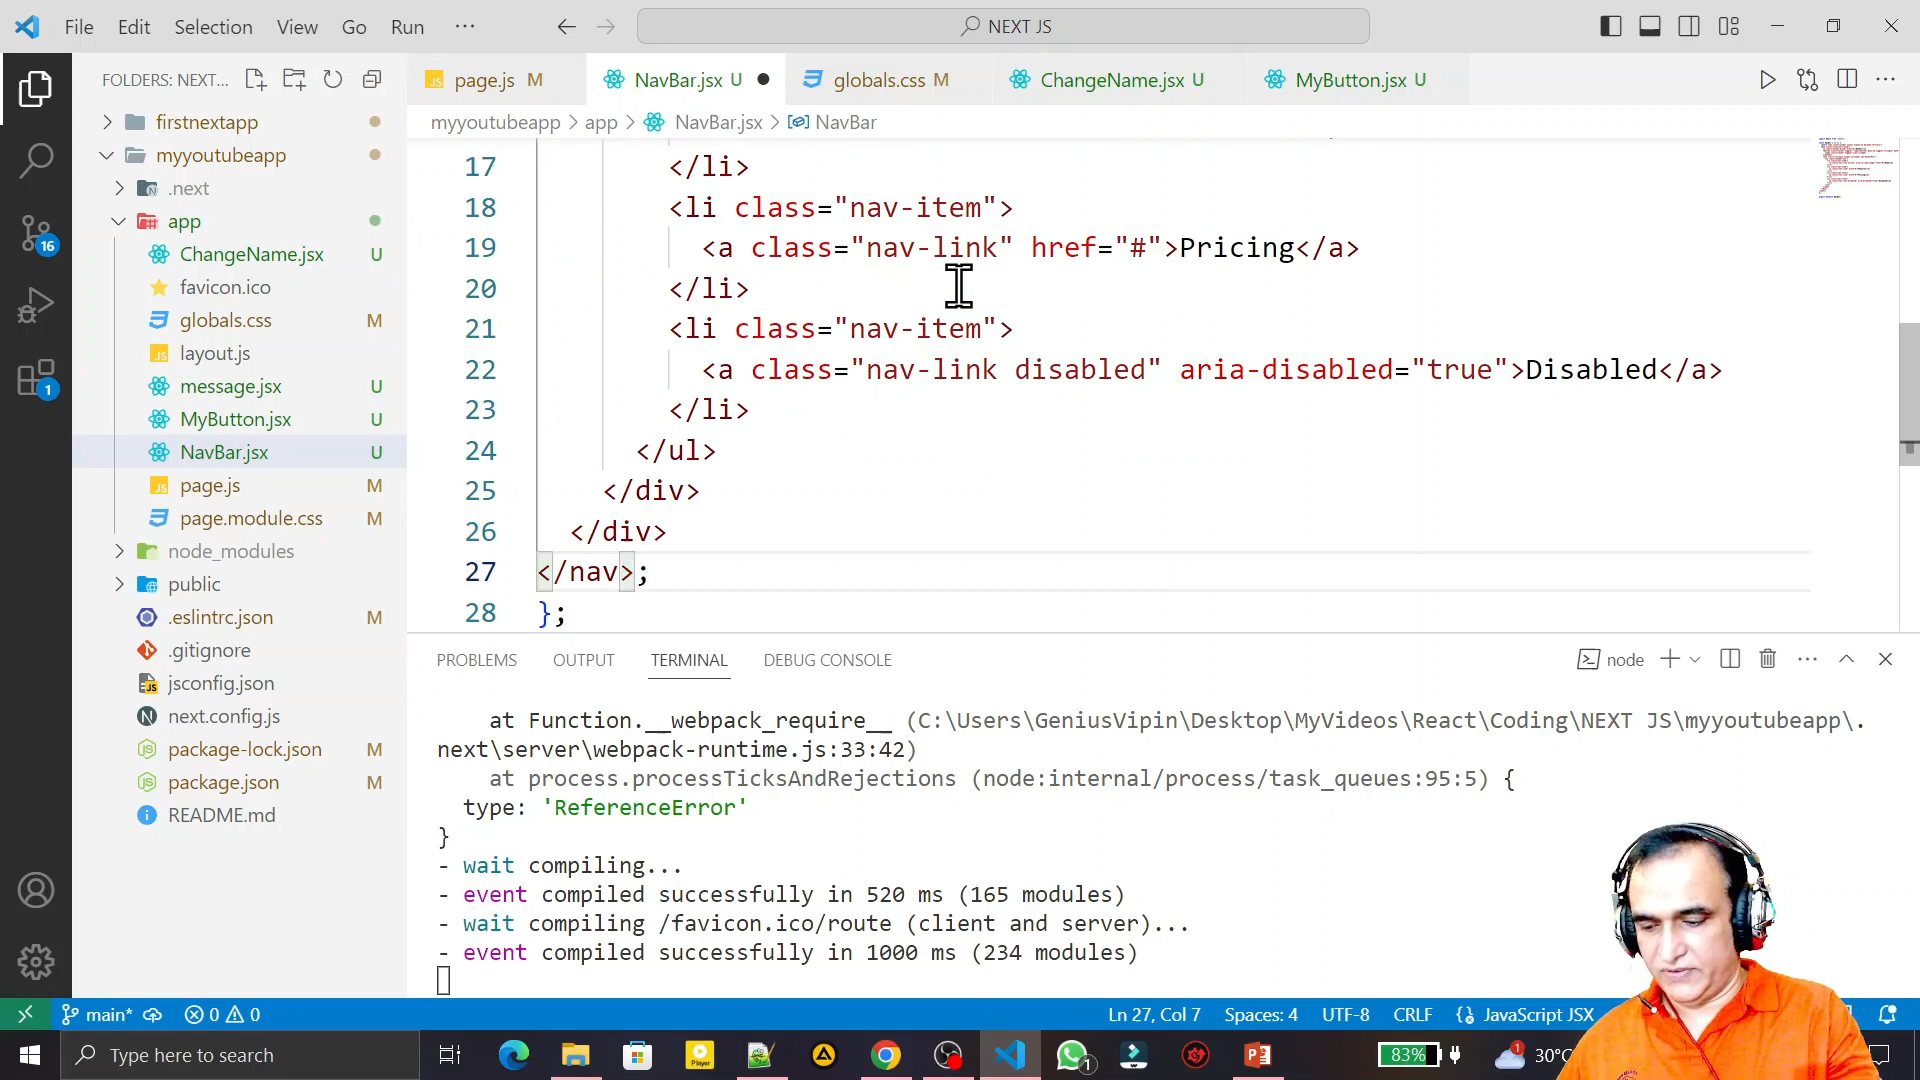 File Edit Selection View Go Run ···
NEXT JS
FOLDERS: NEXT...
page.js M
NavBar.jsx U
globals.css M
ChangeName.jsx U
MyButton.jsx U
myyoutubeapp > app > NavBar.jsx > NavBar
firstnextapp
myyoutubeapp
.next
app
ChangeName.jsx U
favicon.ico
globals.css M
layout.js
message.jsx U
MyButton.jsx U
NavBar.jsx U
page.js M
page.module.css M
node_modules
public
.eslintrc.json M
.gitignore
jsconfig.json
next.config.js
package-lock.json M
package.json M
README.md
16
1
17 </li>
18 <li class="nav-item">
19 <a class="nav-link" href="#">Pricing</a>
20 </li>
21 <li class="nav-item">
22 <a class="nav-link disabled" aria-disabled="true">Disabled</a>
23 </li>
24 </ul>
25 </div>
26 </div>
27 </nav>;
28 };
PROBLEMS OUTPUT TERMINAL DEBUG CONSOLE
node
at Function.__webpack_require__ (C:\Users\GeniusVipin\Desktop\MyVideos\React\Coding\NEXT JS\myyoutubeapp\.
next\server\webpack-runtime.js:33:42)
at process.processTicksAndRejections (node:internal/process/task_queues:95:5) {
type: 'ReferenceError'
}
- wait compiling...
- event compiled successfully in 520 ms (165 modules)
- wait compiling /favicon.ico/route (client and server)...
- event compiled successfully in 1000 ms (234 modules)
main* 0 0
Ln 27, Col 7 Spaces: 4 UTF-8 CRLF JavaScript JSX
Type here to search
Player
1
83%
1
30°